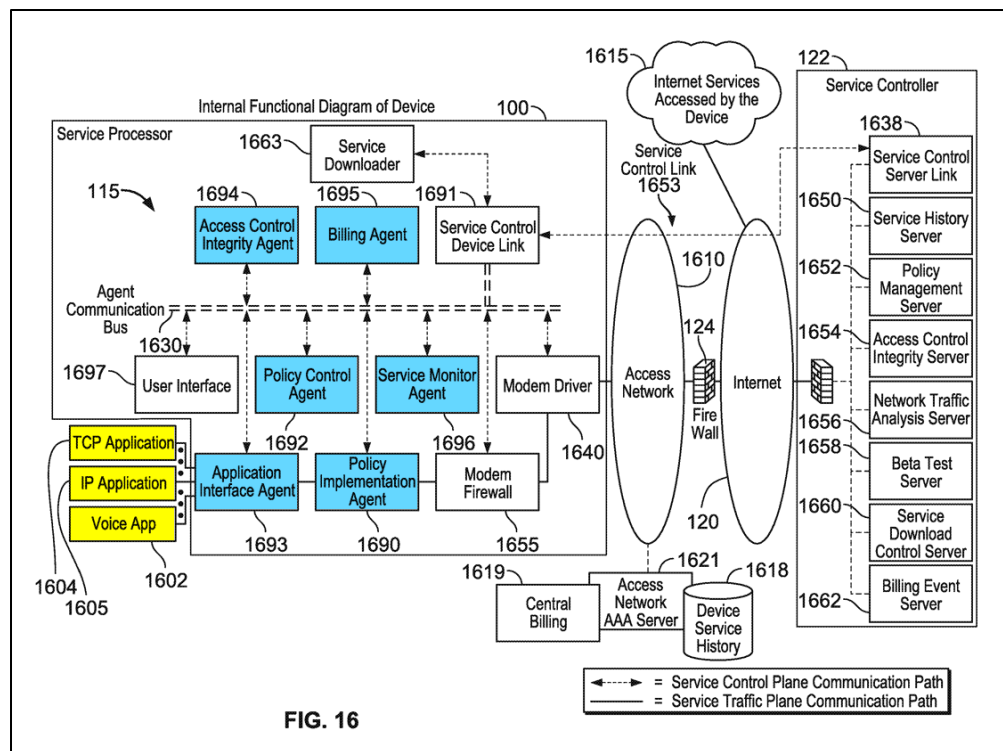 1615
Internet Services
Accessed by the
Device
122
Service Controller
Internal Functional Diagram of Device
100
Service Processor
1663
Service
Downloader
115
1694
Access Control
Integrity Agent
1695
Billing Agent
1691
Service Control
Device Link
Service
Control Link
1653
1638
Service Control
Server Link
1650
Service History
Server
1652
Policy
Management
Server
1654
Access Control
Integrity Server
1656
Network Traffic
Analysis Server
1658
Beta Test
Server
1660
Service
Download
Control Server
1662
Billing Event
Server
Agent
Communication
Bus
1630
1697
User Interface
Policy Control
Agent
1692
Service Monitor
Agent
1696
Modem Driver
1640
1610
Access
Network
124
Fire
Wall
Internet
120
TCP Application
IP Application
Voice App
1604
1605
1602
Application
Interface Agent
1693
Policy
Implementation
Agent
1690
Modem
Firewall
1655
1619
Central
Billing
1621
Access
Network
AAA Server
1618
Device
Service
History
= Service Control Plane Communication Path
= Service Traffic Plane Communication Path
FIG. 16